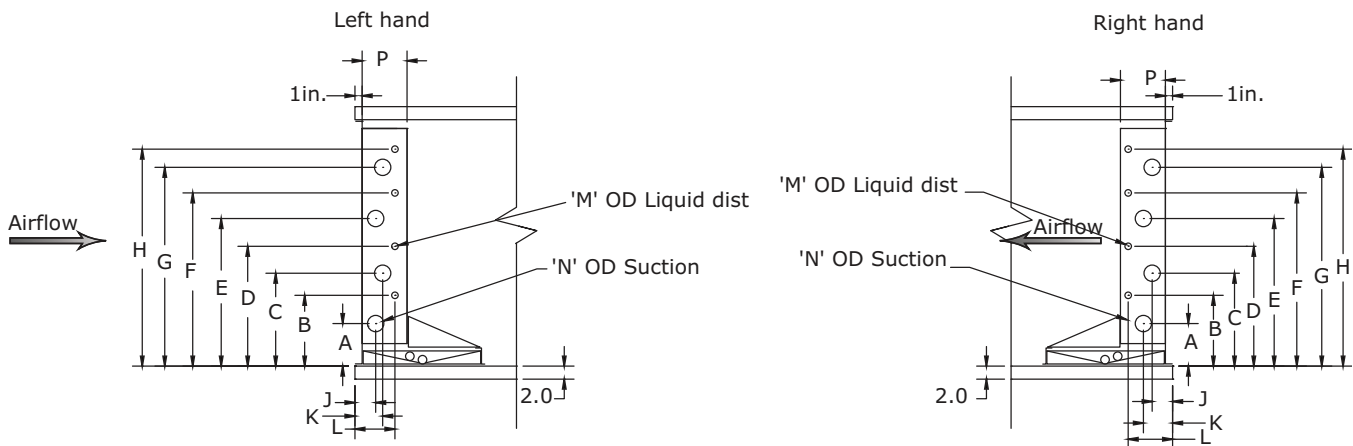 Left hand
P
1in.
'M' OD Liquid dist
'N' OD Suction
Airflow
H
G
F
E
D
C
B
A
J
K
L
2.0
Right hand
P
1in.
'M' OD Liquid dist
Airflow
'N' OD Suction
H
G
F
E
D
C
B
A
2.0
J
K
L